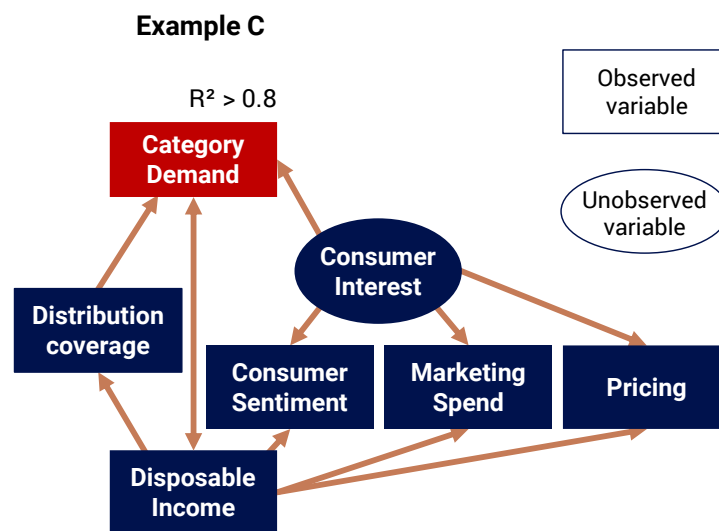 Example C
R² > 0.8
Category
Demand
Observed
variable
Unobserved
variable
Consumer
Interest
Distribution
coverage
Consumer
Sentiment
Marketing
Spend
Pricing
Disposable
Income